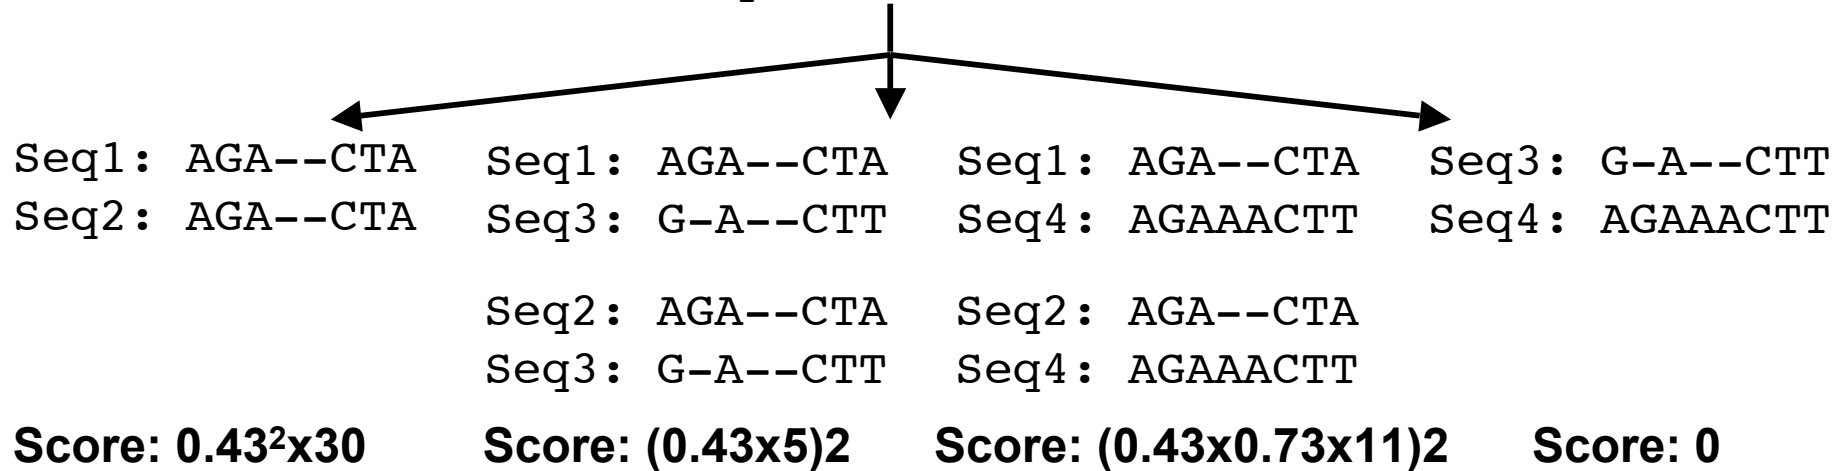 Seq1: AGA--CTA
Seq2: AGA--CTA
Seq1: AGA--CTA
Seq3: G-A--CTT
Seq2: AGA--CTA
Seq3: G-A--CTT
Seq1: AGA--CTA
Seq4: AGAAACTT
Seq2: AGA--CTA
Seq4: AGAAACTT
Seq3: G-A--CTT
Seq4: AGAAACTT
Score: 0.43²x30
Score: (0.43x5)2
Score: (0.43x0.73x11)2
Score: 0